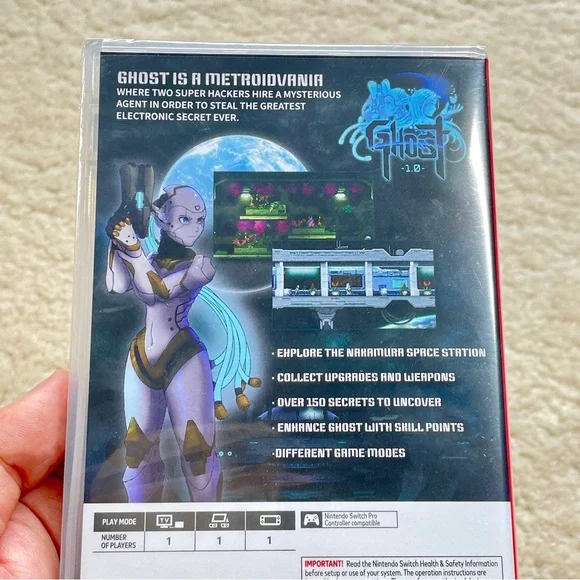 GHOST IS A METROIDVANIA
WHERE TWO SUPER HACKERS HIRE A MYSTERIOUS
AGENT IN ORDER TO STEAL THE GREATEST
ELECTRONIC SECRET EVER.
GHOST
-1.0-
· EXPLORE THE NAKAMURA SPACE STATION
· COLLECT UPGRADES AND WEAPONS
· OVER 150 SECRETS TO UNCOVER
· ENHANCE GHOST WITH SKILL POINTS
·DIFFERENT GAME MODES
PLAY MODE
TV
NUMBER
OF PLAYERS
1
1
1
Nintendo Switch Pro
Controller compatible
IMPORTANT! Read the Nintendo Switch Health & Safety Information
before setup or use of your system. The operation instructions are